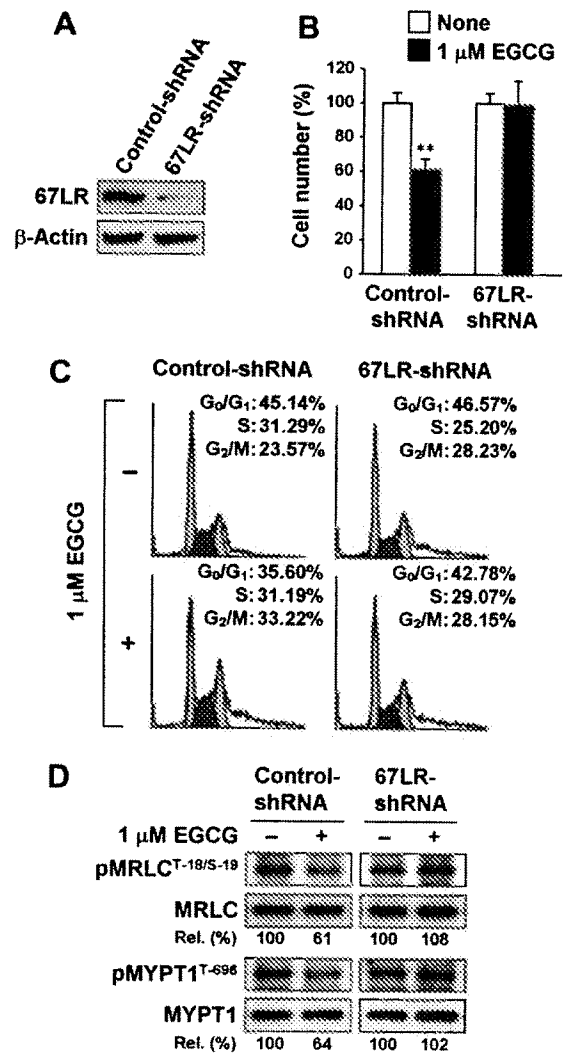 A
Control-shRNA
67LR-shRNA
67LR
β-Actin
B
None
1 μM EGCG
Cell number (%)
120
100
80
60
40
20
0
**
Control-
shRNA
67LR-
shRNA
C
Control-shRNA
67LR-shRNA
1 μM EGCG
−
G₀/G₁: 45.14%
S: 31.29%
G₂/M: 23.57%
G₀/G₁: 46.57%
S: 25.20%
G₂/M: 28.23%
+
G₀/G₁: 35.60%
S: 31.19%
G₂/M: 33.22%
G₀/G₁: 42.78%
S: 29.07%
G₂/M: 28.15%
D
Control-
shRNA
67LR-
shRNA
1 μM EGCG − + − +
pMRLC^T-18/S-19
MRLC
Rel. (%) 100 61 100 108
pMYPT1^T-696
MYPT1
Rel. (%) 100 64 100 102